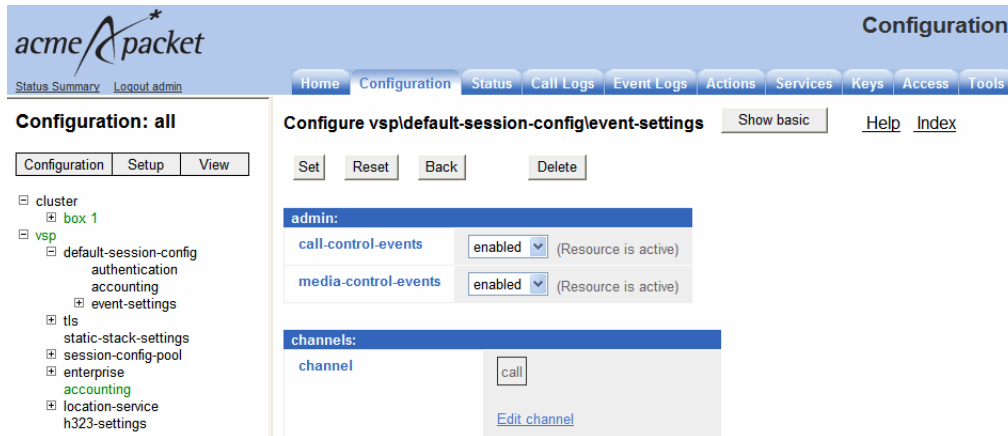 acme packet
Configuration
Status Summary Logout admin
Home Configuration Status Call Logs Event Logs Actions Services Keys Access Tools
Configuration: all
Configuration Setup View
cluster
box 1
vsp
default-session-config
authentication
accounting
event-settings
tls
static-stack-settings
session-config-pool
enterprise
accounting
location-service
h323-settings
Configure vsp\default-session-config\event-settings Show basic Help Index
Set Reset Back Delete
admin:
call-control-events enabled (Resource is active)
media-control-events enabled (Resource is active)
channels:
channel call
Edit channel